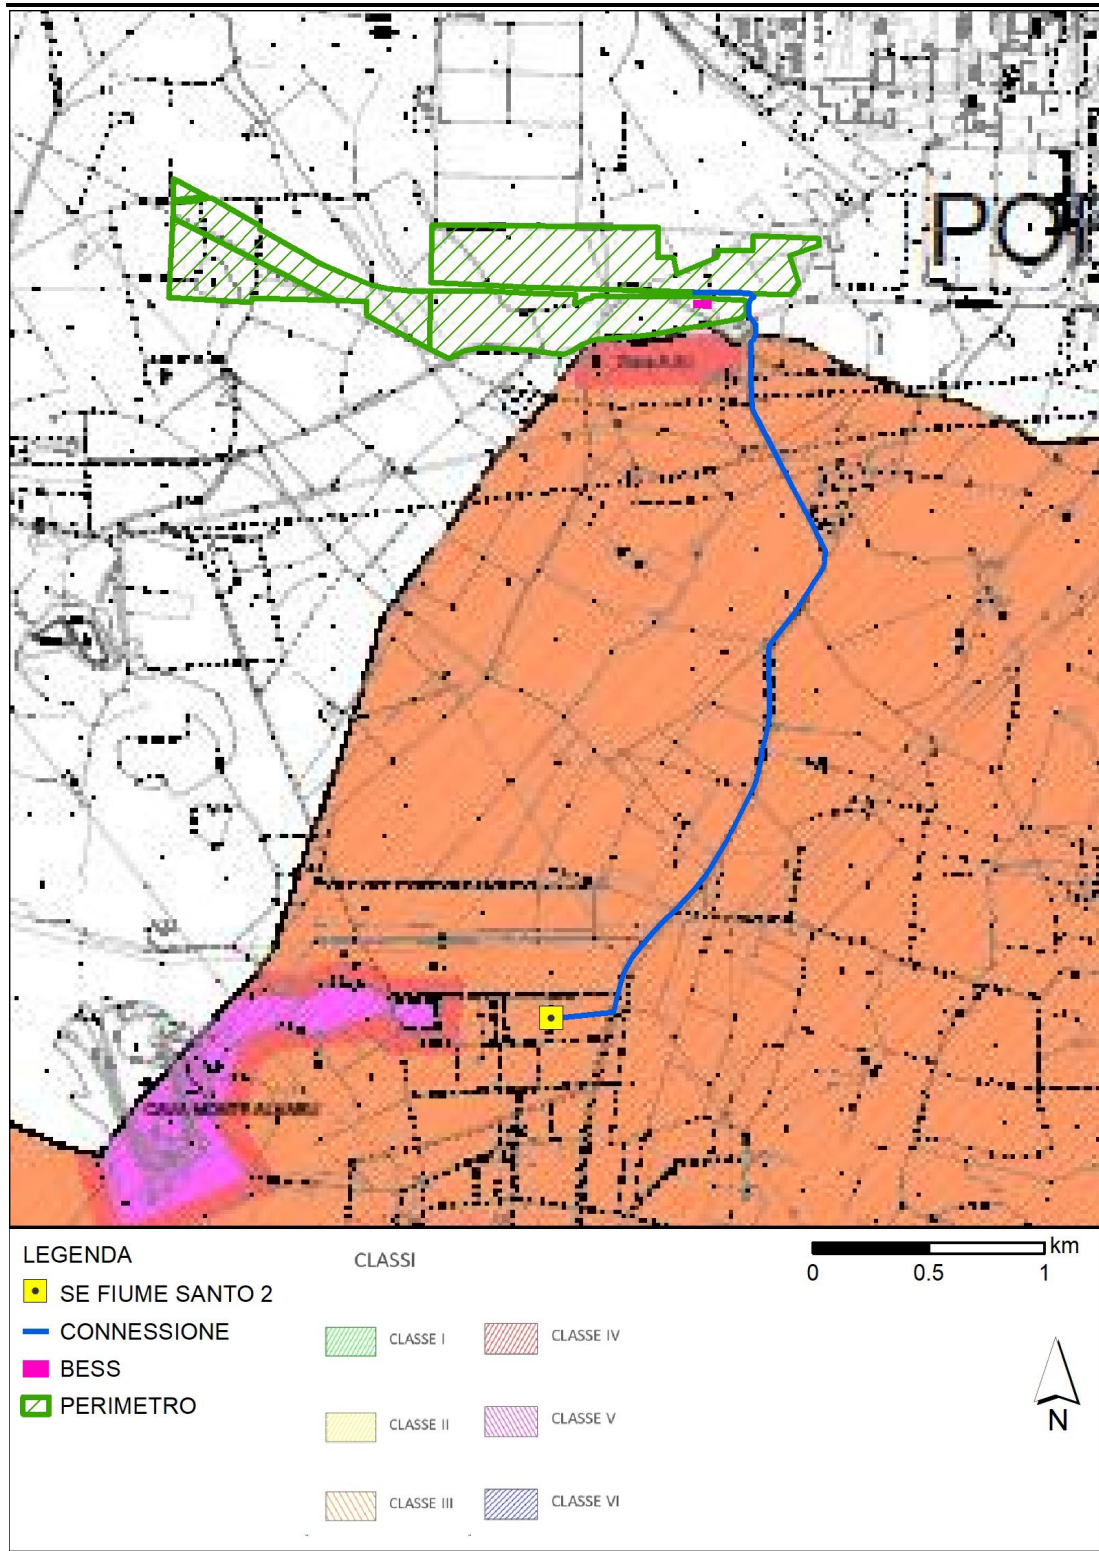 PO
LEGENDA
SE FIUME SANTO 2
CONNESSIONE
BESS
PERIMETRO
CLASSI
CLASSE I
CLASSE II
CLASSE III
CLASSE IV
CLASSE V
CLASSE VI
km
0 0.5 1
N